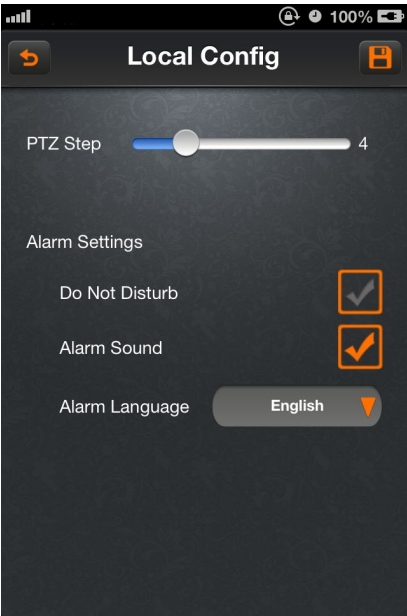 100%
Local Config
PTZ Step 4
Alarm Settings
Do Not Disturb
Alarm Sound
Alarm Language English